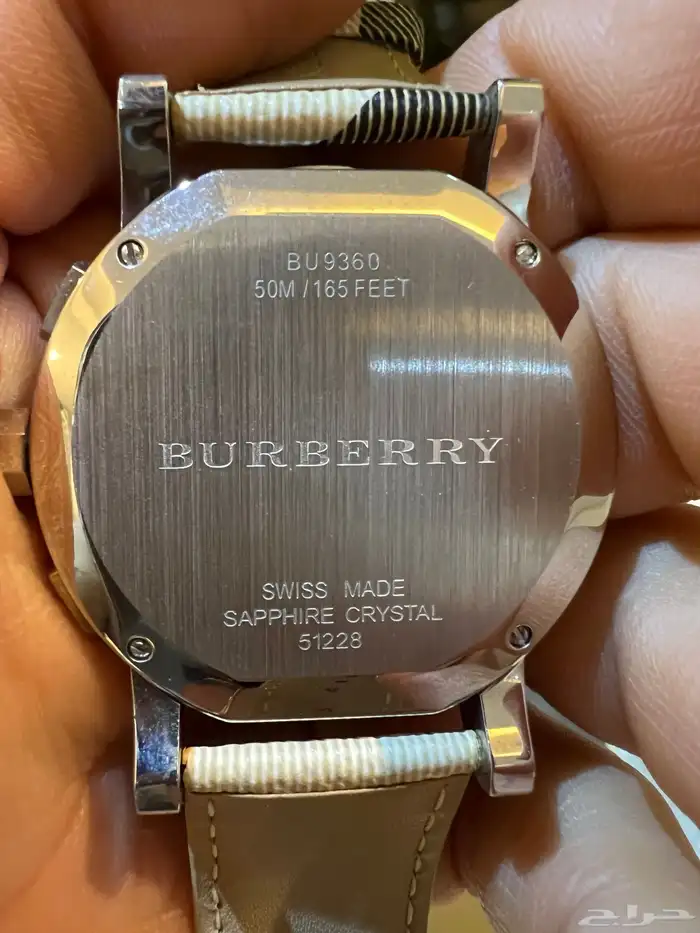 BU9360
50M / 165 FEET
BURBERRY
SWISS MADE
SAPPHIRE CRYSTAL
51228
حراج